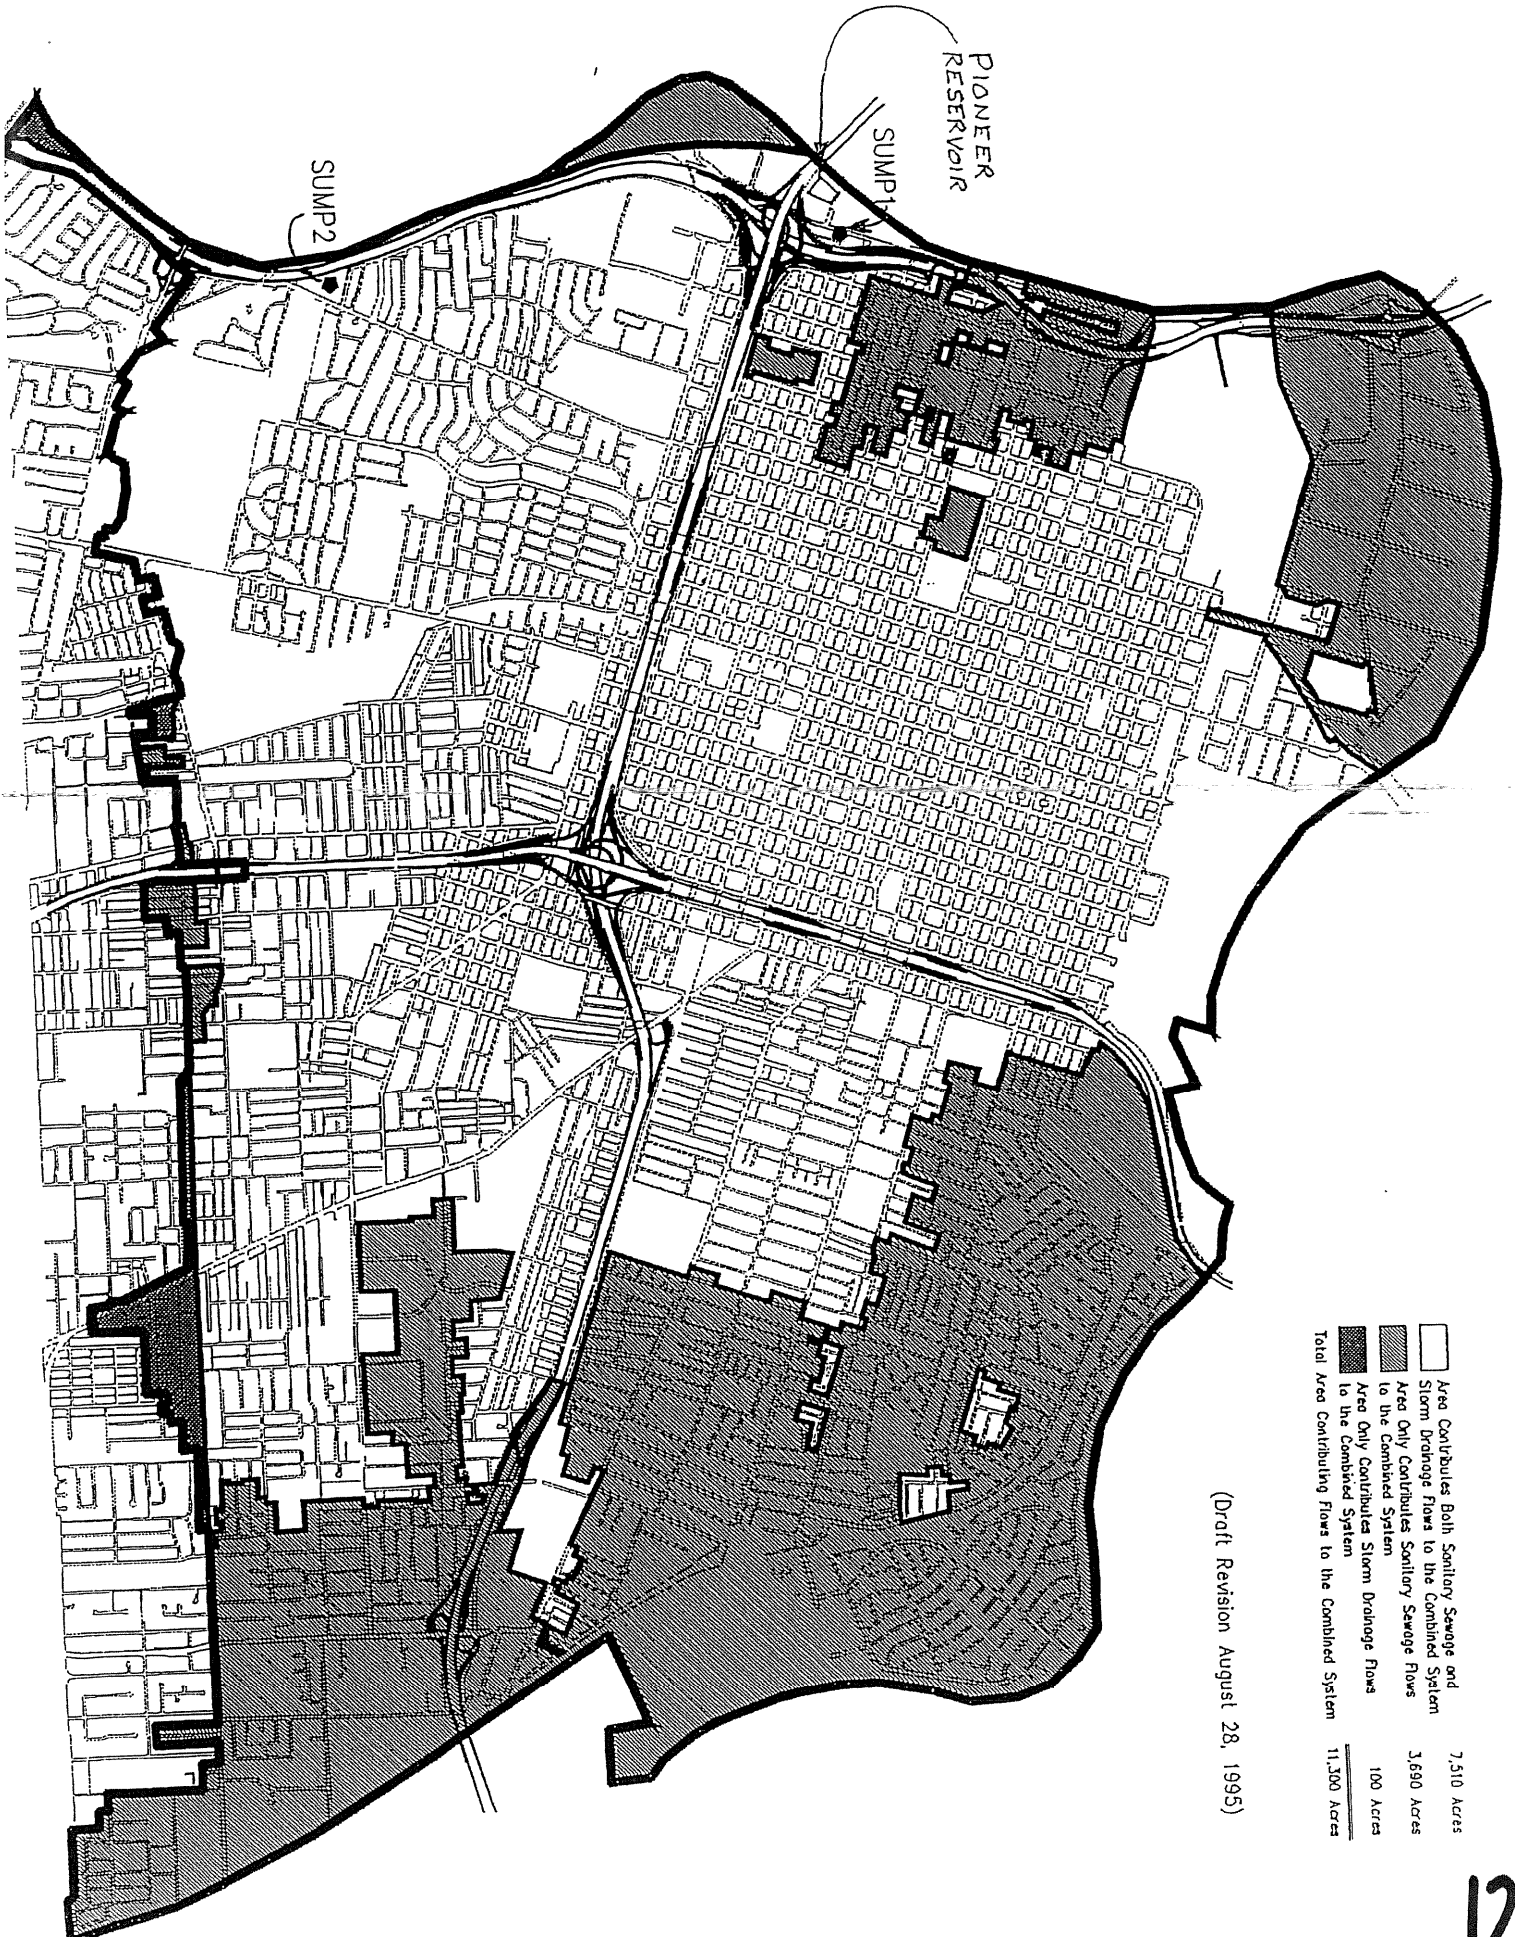 PIONEER
RESERVOIR
SUMP1
SUMP2
Area Contributes Both Sanitary Sewage and
Storm Drainage Flows to the Combined System 7,510 Acres
Area Only Contributes Sanitary Sewage Flows
to the Combined System 3,690 Acres
Area Only Contributes Storm Drainage Flows
to the Combined System 100 Acres
Total Area Contributing Flows to the Combined System 11,300 Acres
(Draft Revision August 28, 1995)
12